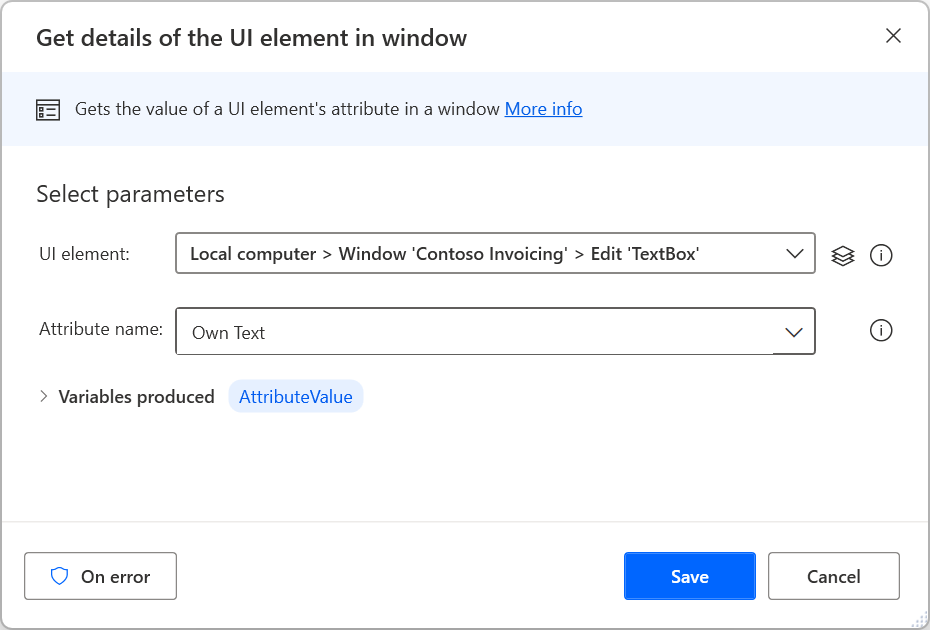 Get details of the UI element in window
Gets the value of a UI element's attribute in a window More info
Select parameters
UI element: Local computer > Window 'Contoso Invoicing' > Edit 'TextBox'
Attribute name: Own Text
Variables produced AttributeValue
On error Save Cancel